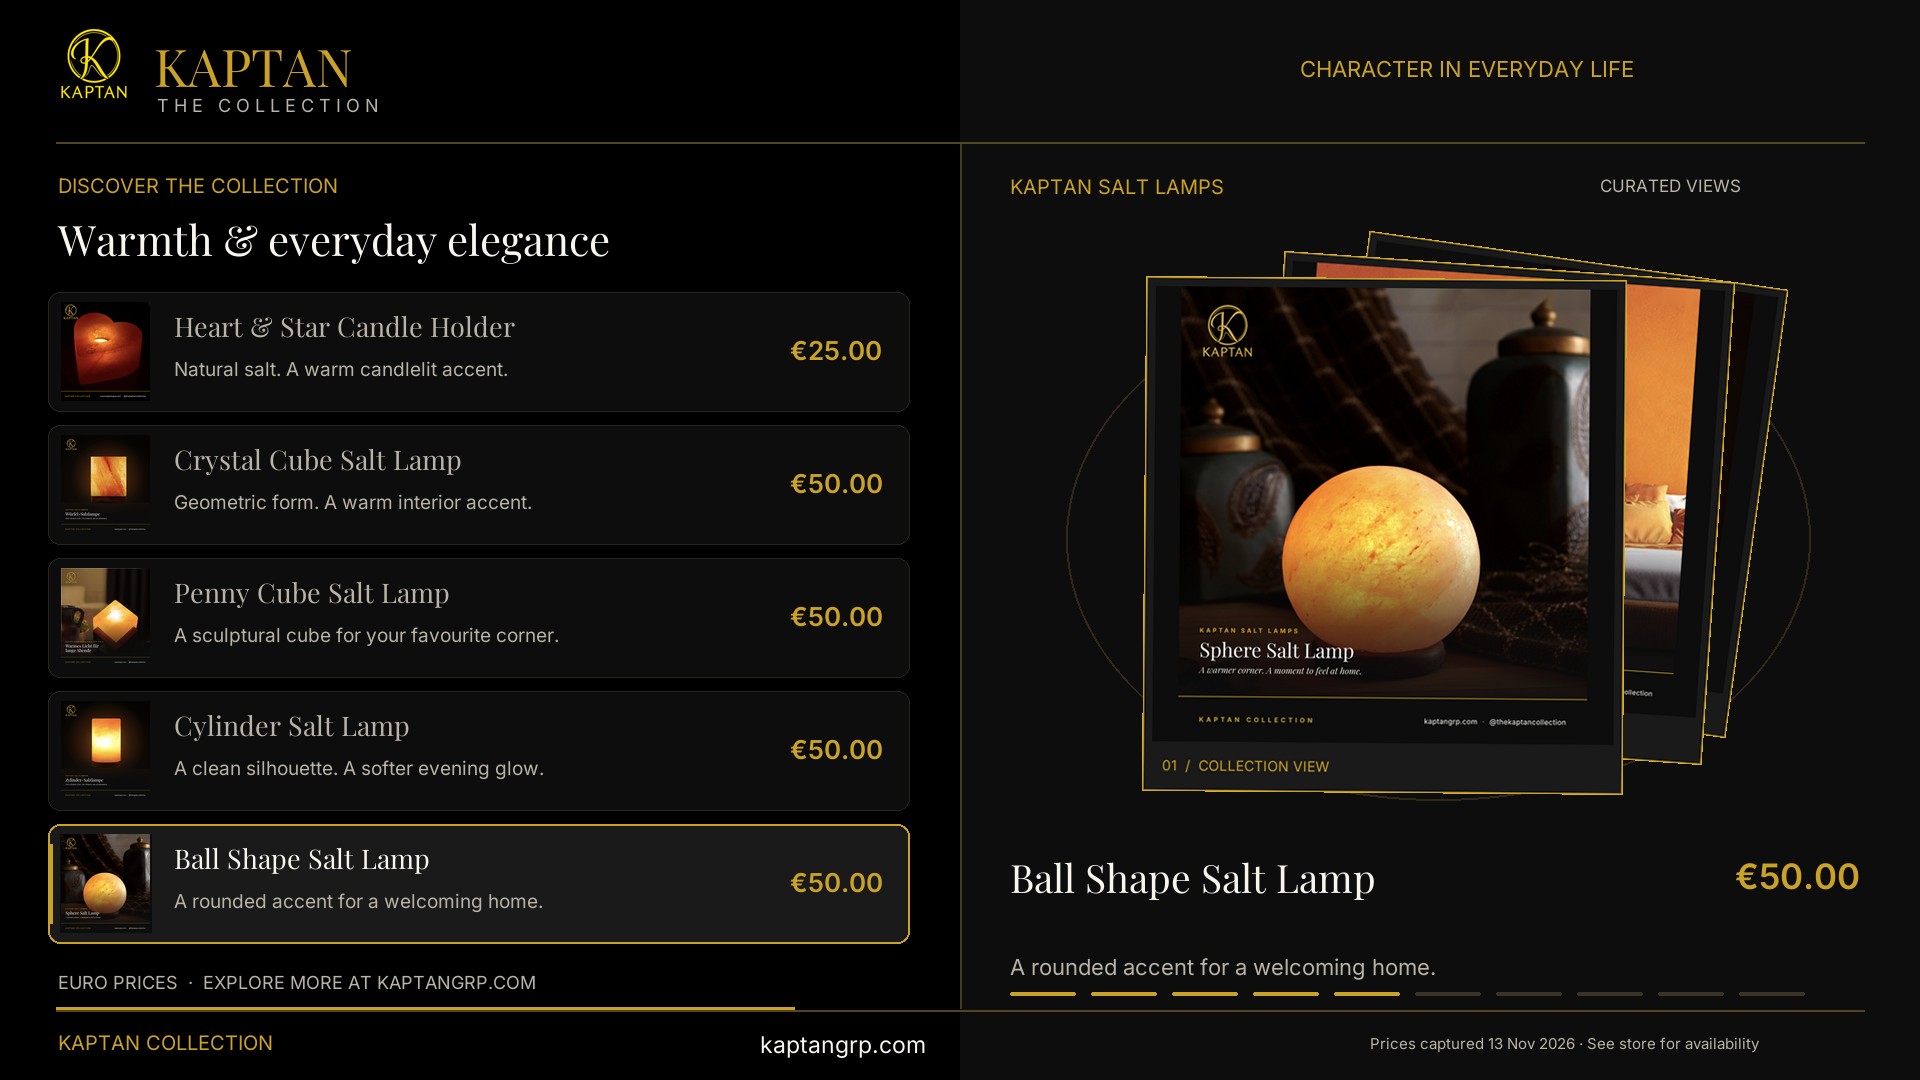 KAPTAN
KAPTAN
THE COLLECTION
CHARACTER IN EVERYDAY LIFE
DISCOVER THE COLLECTION
Warmth & everyday elegance
Heart & Star Candle Holder
Natural salt. A warm candlelit accent.
€25.00
Crystal Cube Salt Lamp
Geometric form. A warm interior accent.
€50.00
Penny Cube Salt Lamp
A sculptural cube for your favourite corner.
€50.00
Cylinder Salt Lamp
A clean silhouette. A softer evening glow.
€50.00
Ball Shape Salt Lamp
A rounded accent for a welcoming home.
€50.00
EURO PRICES · EXPLORE MORE AT KAPTANGRP.COM
KAPTAN SALT LAMPS
CURATED VIEWS
KAPTAN
KAPTAN SALT LAMPS
Sphere Salt Lamp
A warmer corner. A moment to feel at home.
KAPTAN COLLECTION
kaptangrp.com · @thekaptancollection
ollection
01 / COLLECTION VIEW
Ball Shape Salt Lamp
€50.00
A rounded accent for a welcoming home.
KAPTAN COLLECTION
kaptangrp.com
Prices captured 13 Nov 2026 · See store for availability